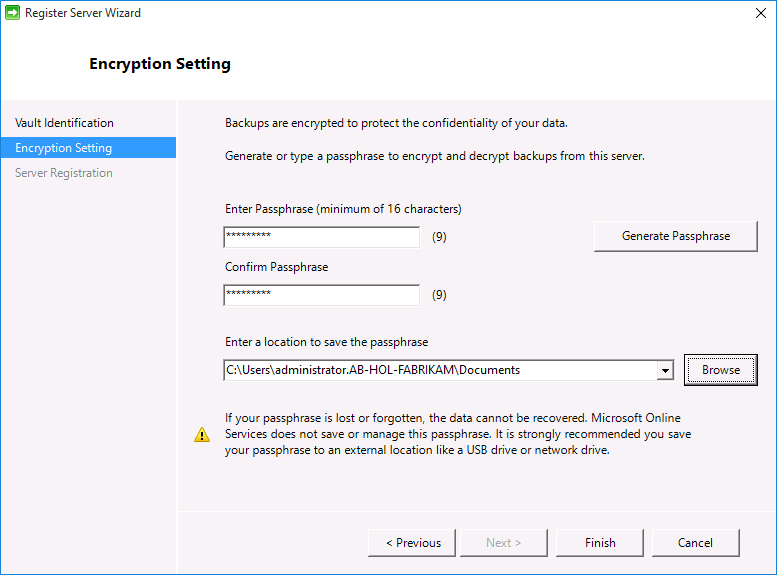 Register Server Wizard
Encryption Setting
Vault Identification
Encryption Setting
Server Registration
Backups are encrypted to protect the confidentiality of your data.
Generate or type a passphrase to encrypt and decrypt backups from this server.
Enter Passphrase (minimum of 16 characters)
********* (9)
Generate Passphrase
Confirm Passphrase
********* (9)
Enter a location to save the passphrase
C:\Users\administrator.AB-HOL-FABRIKAM\Documents
Browse
If your passphrase is lost or forgotten, the data cannot be recovered. Microsoft Online
Services does not save or manage this passphrase. It is strongly recommended you save
your passphrase to an external location like a USB drive or network drive.
< Previous
Next >
Finish
Cancel